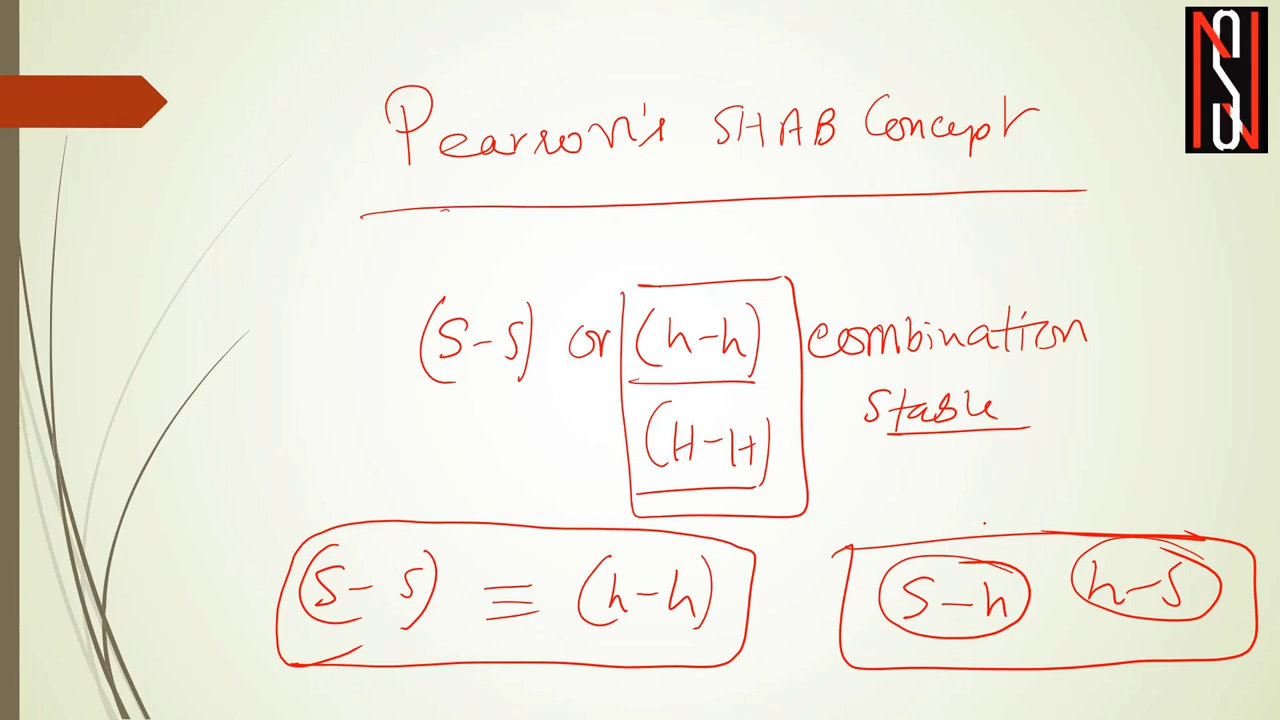 Pearson's SHAB Concept
(S-S) or (h-h) combination
(H-H) stable
(S-S) ≡ (h-h) S-h h-S